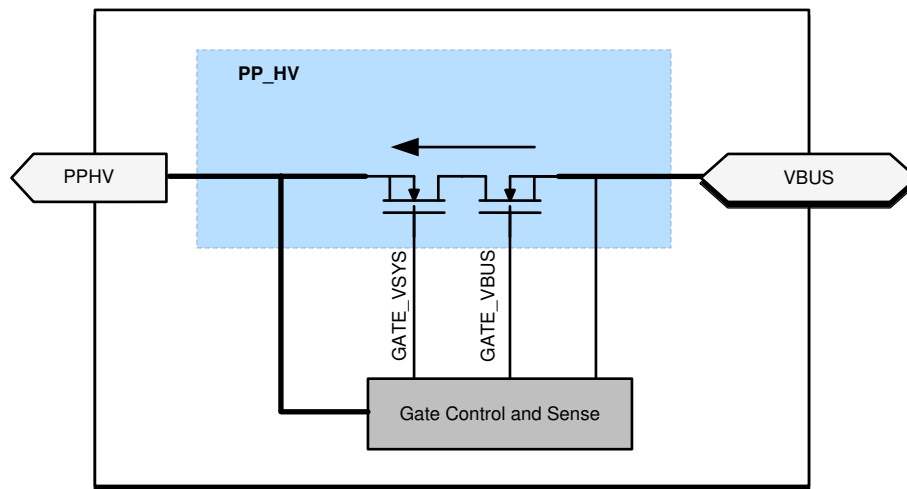 PP_HV
PPHV
VBUS
GATE_VSYS
GATE_VBUS
Gate Control and Sense